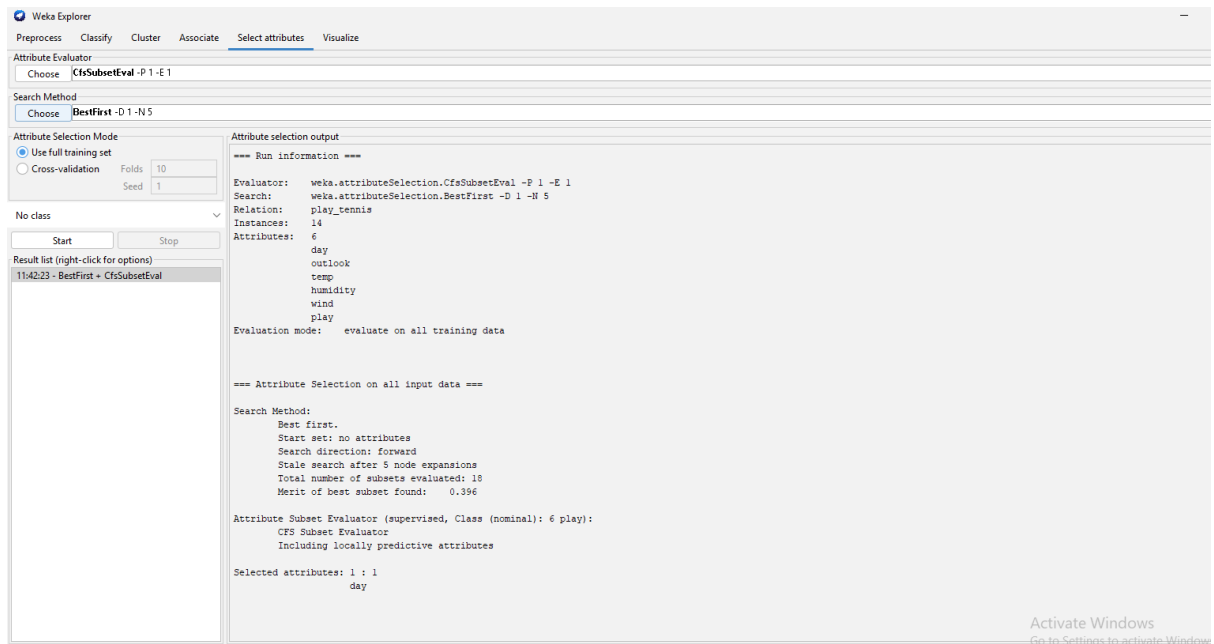 Weka Explorer
Preprocess Classify Cluster Associate Select attributes Visualize
Attribute Evaluator
Choose CfsSubsetEval -P 1 -E 1
Search Method
Choose BestFirst -D 1 -N 5
Attribute Selection Mode
Use full training set
Cross-validation Folds 10
Seed 1
No class
Start Stop
Result list (right-click for options)
11:42:23 - BestFirst + CfsSubsetEval
Attribute selection output
=== Run information ===
Evaluator: weka.attributeSelection.CfsSubsetEval -P 1 -E 1
Search: weka.attributeSelection.BestFirst -D 1 -N 5
Relation: play_tennis
Instances: 14
Attributes: 6
day
outlook
temp
humidity
wind
play
Evaluation mode: evaluate on all training data
=== Attribute Selection on all input data ===
Search Method:
Best first.
Start set: no attributes
Search direction: forward
Stale search after 5 node expansions
Total number of subsets evaluated: 18
Merit of best subset found: 0.396
Attribute Subset Evaluator (supervised, Class (nominal): 6 play):
CFS Subset Evaluator
Including locally predictive attributes
Selected attributes: 1 : 1
day
Activate Windows
Go to Settings to activate Windows